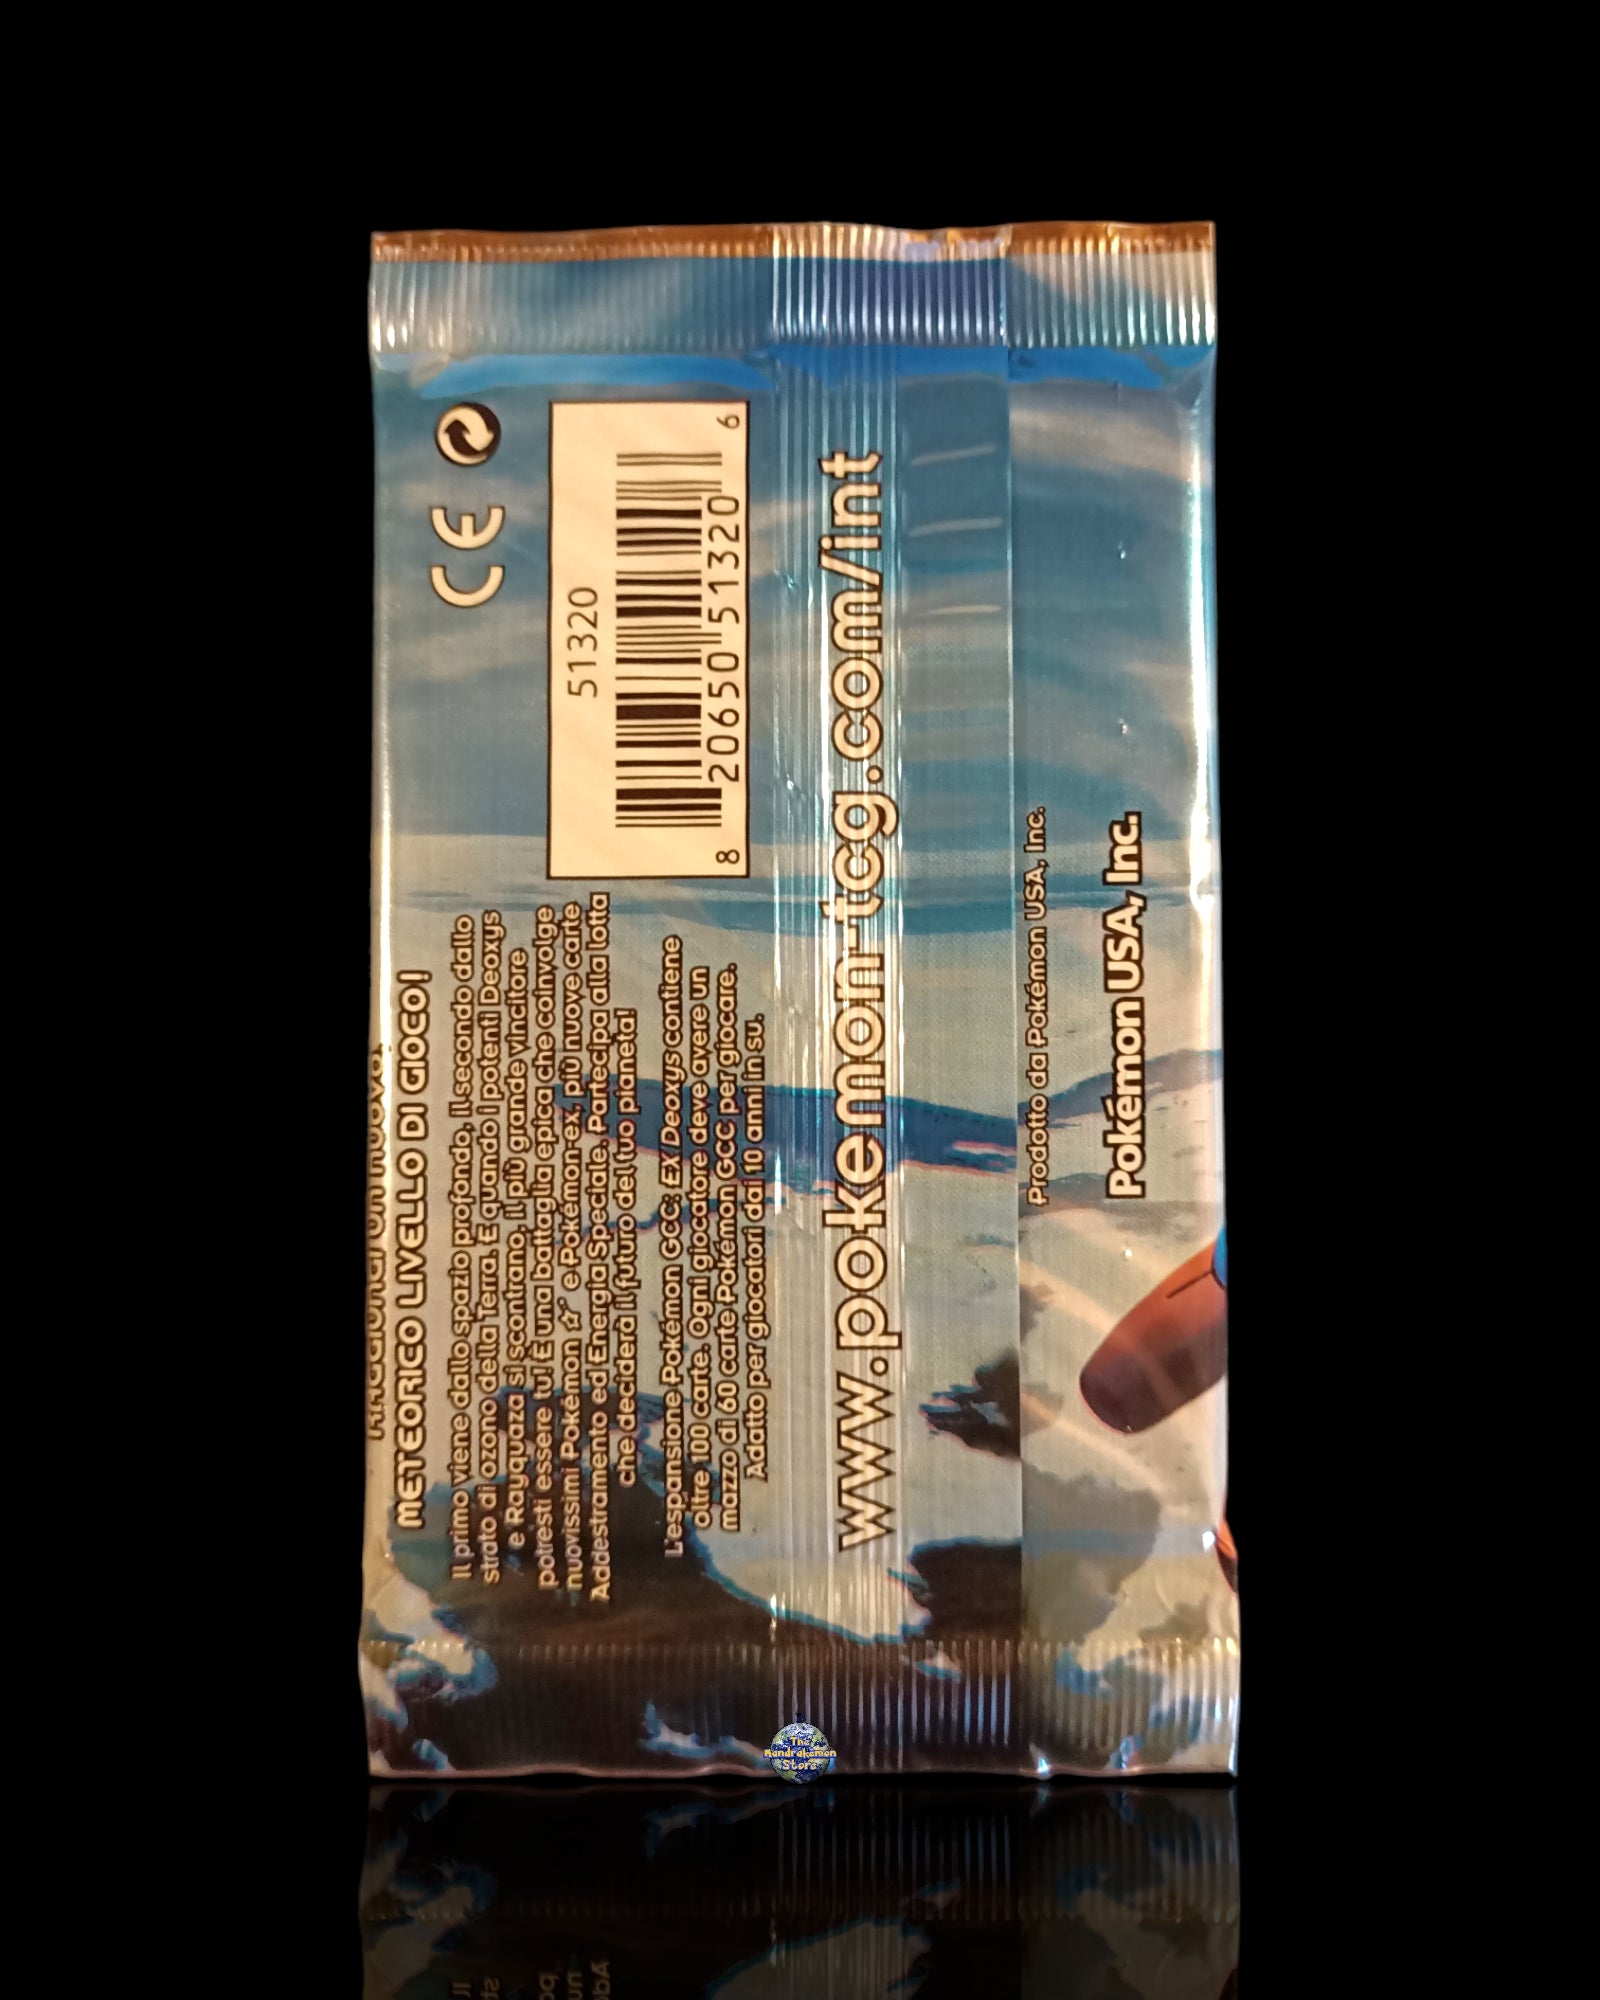 METEORICO LIVELLO DI GIOCO!
Il primo viene dallo spazio profondo, il secondo dallo
strato di ozono della Terra. E quando i potenti Deoxys
e Rayquaza si scontrano, il più grande vincitore
potresti essere tu! È una battaglia epica che coinvolge
nuovissimi Pokémon ☆ e Pokémon-ex, più nuove carte
Addestramento ed Energia Speciale. Partecipa alla lotta
che deciderà il futuro del tuo pianeta!
L'espansione Pokémon GCC: EX Deoxys contiene
oltre 100 carte. Ogni giocatore deve avere un
mazzo di 60 carte Pokémon GCC per giocare.
Adatto per giocatori dai 10 anni in su.
CE
51320
8 20650 51320 6
www.pokemon-tcg.com/int
Prodotto da Pokémon USA, Inc.
Pokémon USA, Inc.
The
Mandrakemon
Store